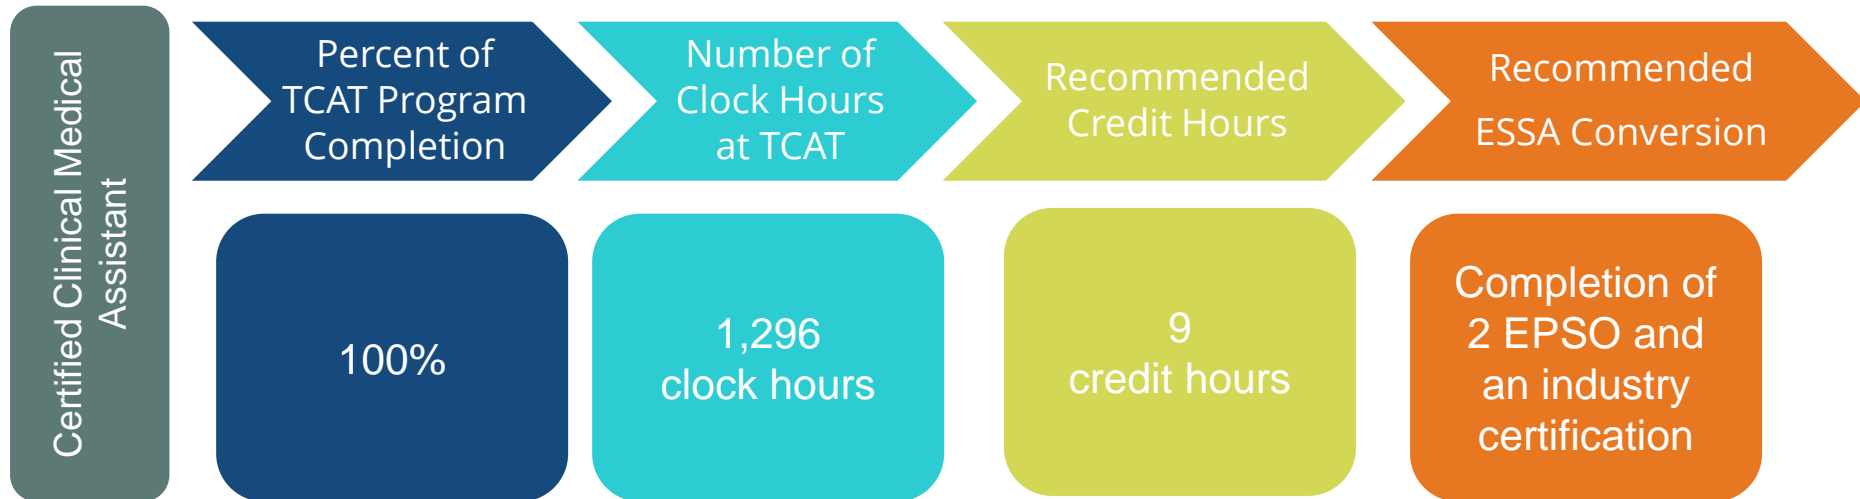 Certified Clinical Medical
Assistant
Percent of
TCAT Program
Completion
Number of
Clock Hours
at TCAT
Recommended
Credit Hours
Recommended
ESSA Conversion
100%
1,296
clock hours
9
credit hours
Completion of
2 EPSO and
an industry
certification